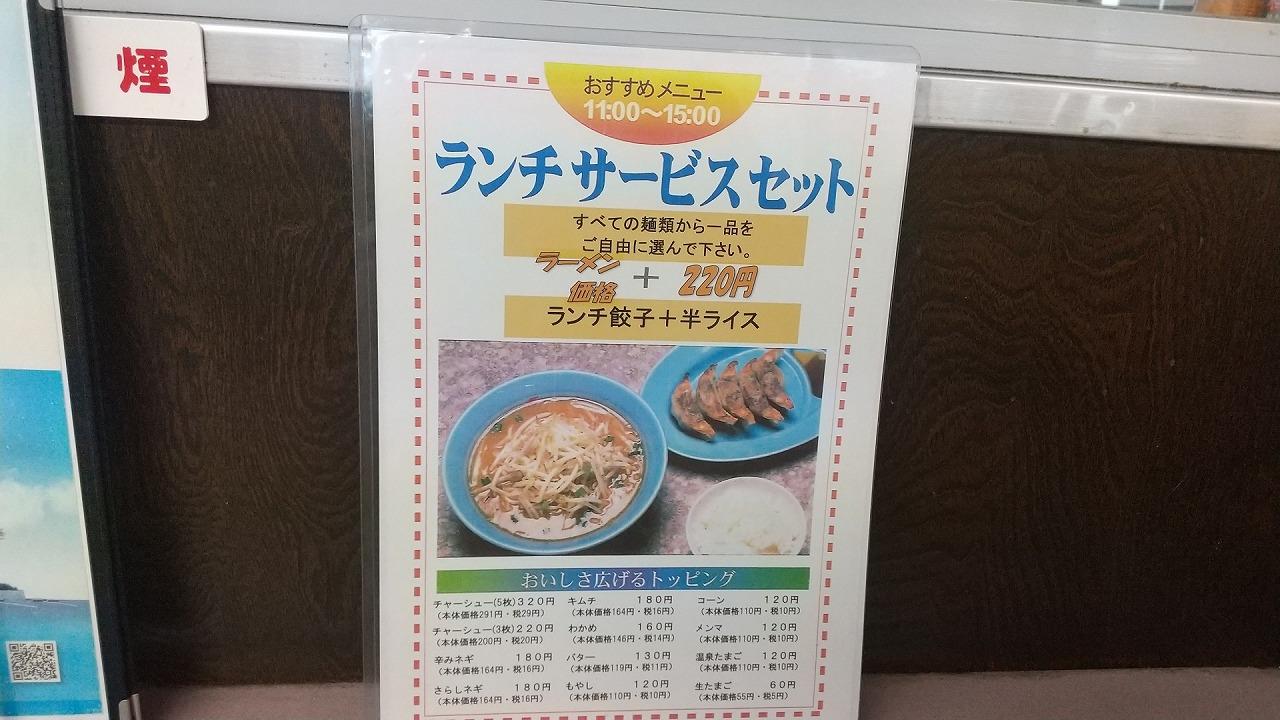 煙
おすすめメニュー
11:00～15:00
ランチサービスセット
すべての麺類から一品を
ご自由に選んで下さい。
ラーメン
価格
＋ 220円
ランチ餃子＋半ライス
おいしさ広げるトッピング
チャーシュー(5枚)320円 キムチ 180円 コーン 120円
(本体価格291円・税29円) (本体価格164円・税16円) (本体価格110円・税10円)
チャーシュー(3枚)220円 わかめ 160円 メンマ 120円
(本体価格200円・税20円) (本体価格146円・税14円) (本体価格110円・税10円)
辛みネギ 180円 バター 130円 温泉たまご 120円
(本体価格164円・税16円) (本体価格119円・税11円) (本体価格110円・税10円)
さらしネギ 180円 もやし 120円 生たまご 60円
(本体価格164円・税16円) (本体価格110円・税10円) (本体価格55円・税5円)